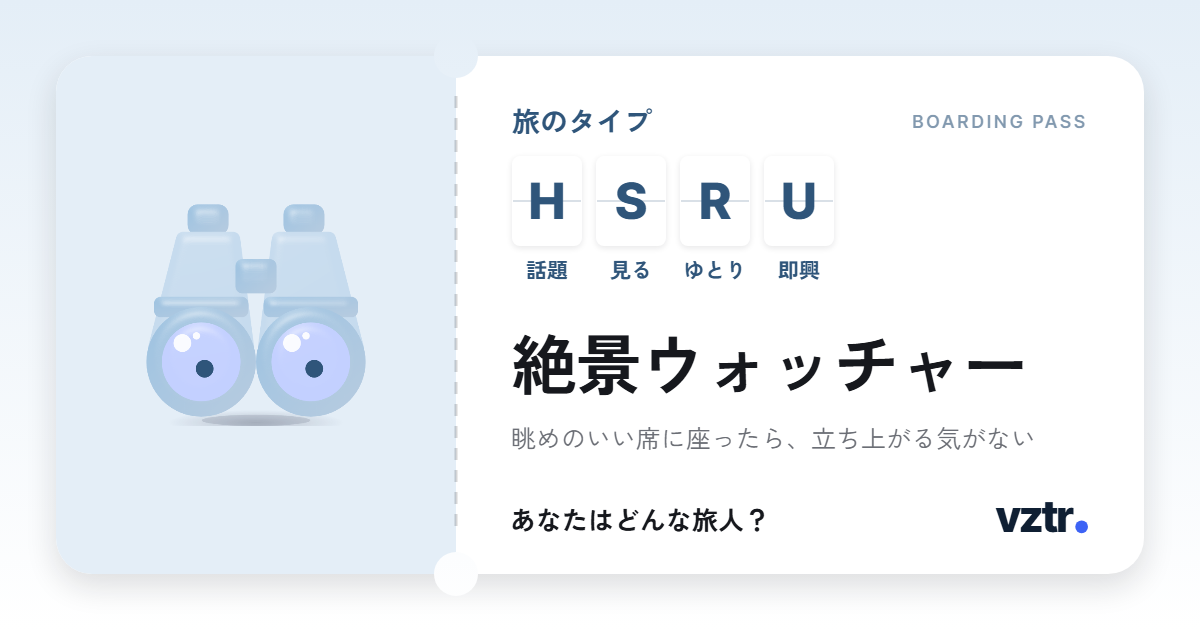 旅のタイプ
BOARDING PASS
H S R U
話題 見る ゆとり 即興
絶景ウォッチャー
眺めのいい席に座ったら、立ち上がる気がない
あなたはどんな旅人？
vztr.